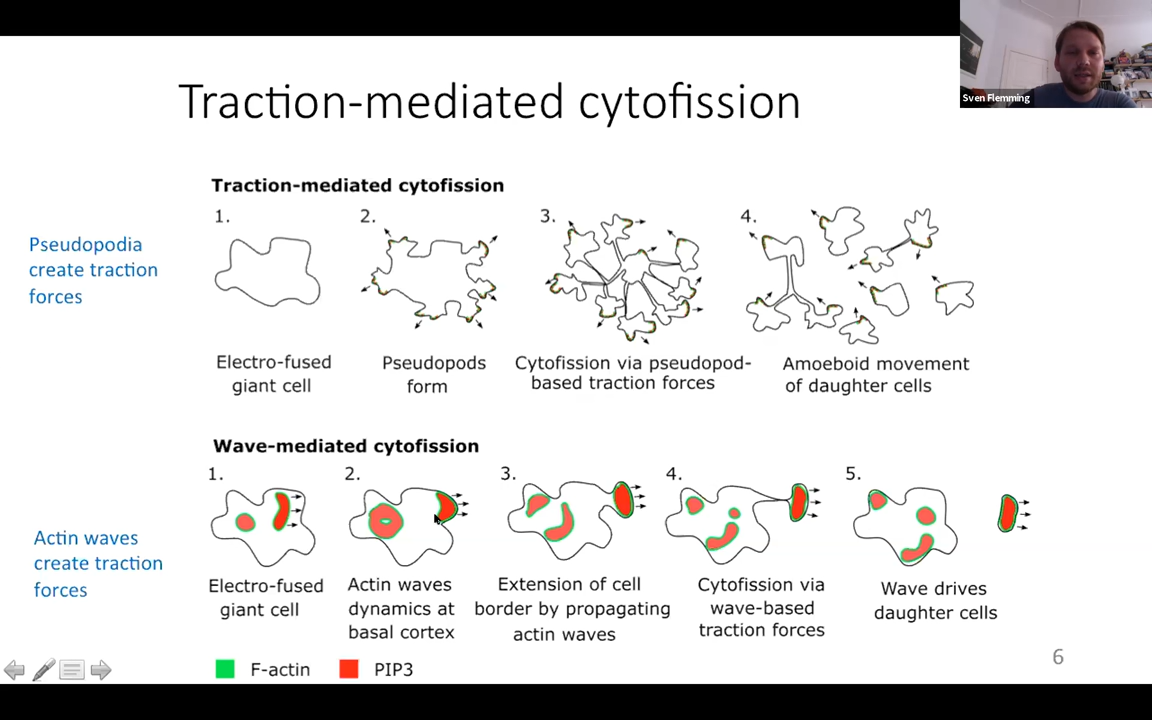 Sven Flemming
Traction-mediated cytofission
Traction-mediated cytofission
1.
2.
3.
4.
Pseudopodia
create traction
forces
Electro-fused
giant cell
Pseudopods
form
Cytofission via pseudopod-
based traction forces
Amoeboid movement
of daughter cells
Wave-mediated cytofission
1.
2.
3.
4.
5.
Actin waves
create traction
forces
Electro-fused
giant cell
Actin waves
dynamics at
basal cortex
Extension of cell
border by propagating
actin waves
Cytofission via
wave-based
traction forces
Wave drives
daughter cells
F-actin
PIP3
6